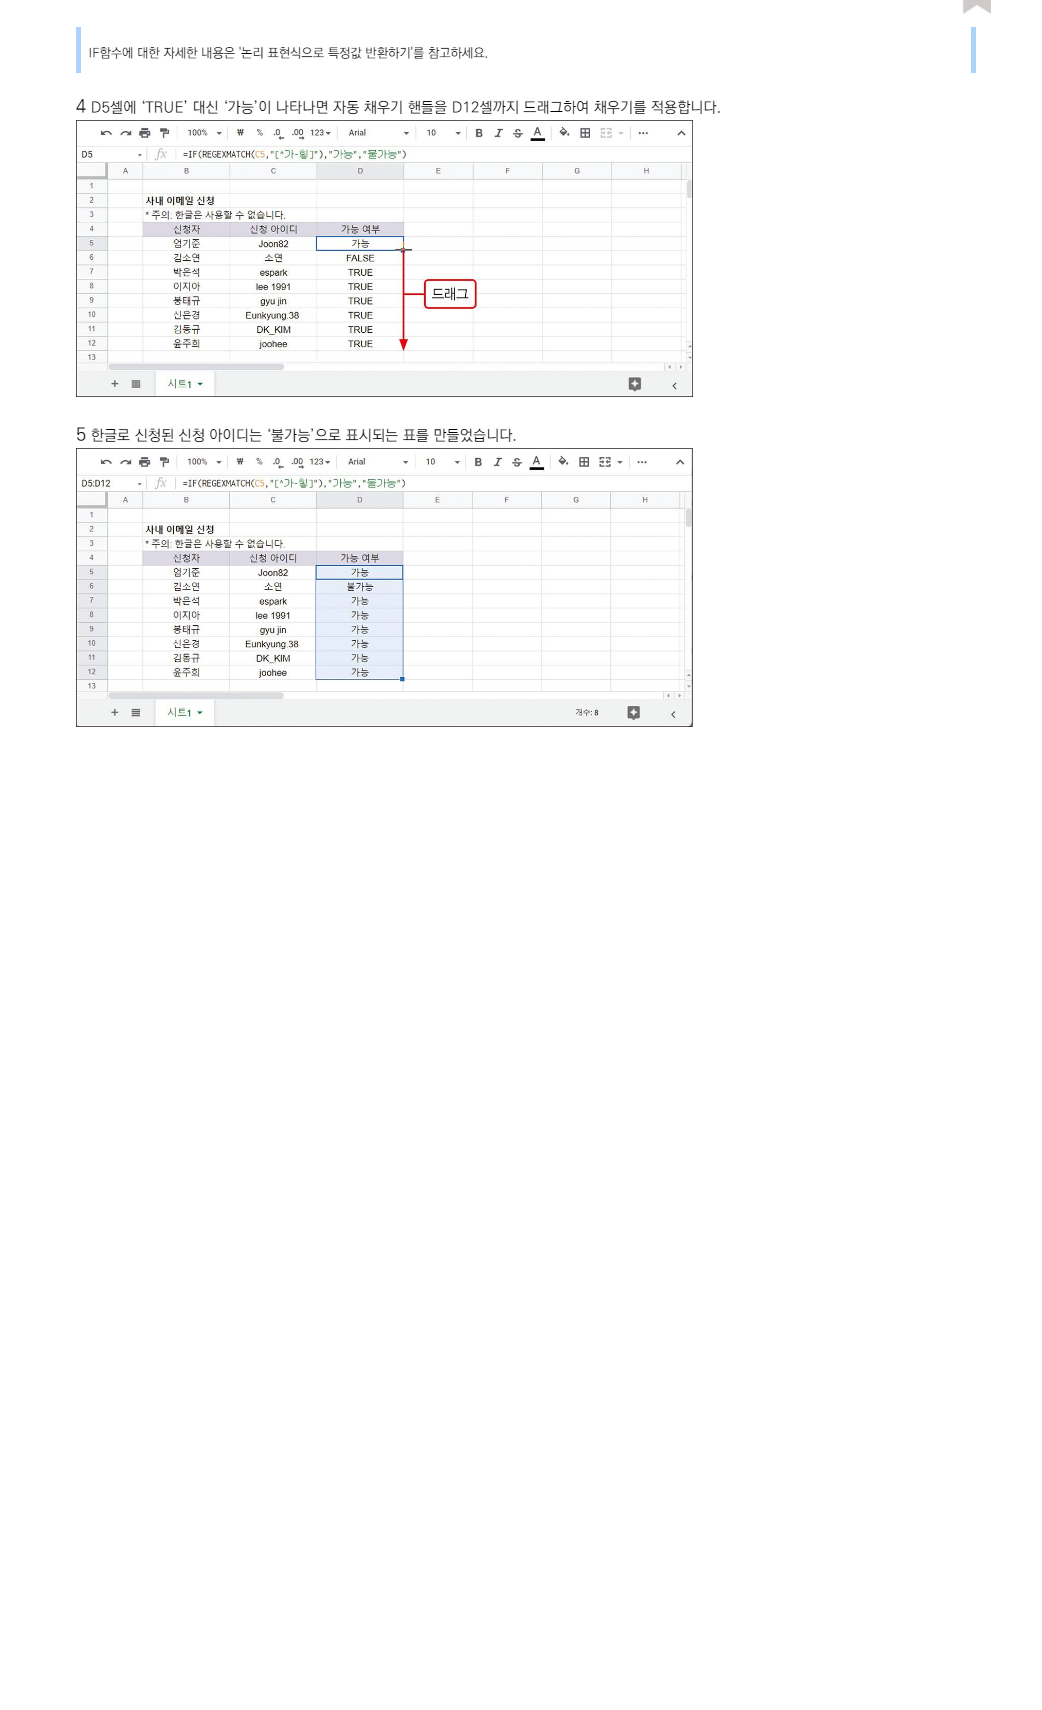 IF함수에 대한 자세한 내용은 '논리 표현식으로 특정값 반환하기'를 참고하세요.
4 D5셀에 ‘TRUE’ 대신 ‘가능’이 나타나면 자동 채우기 핸들을 D12셀까지 드래그하여 채우기를 적용합니다.
100% ₩ % .0 .00 123 Arial 10 B I S A
D5 fx =IF(REGEXMATCH(C5,"[^가-힣]"),"가능","불가능")
A B C D E F G H
1
2 사내 이메일 신청
3 * 주의: 한글은 사용할 수 없습니다.
4 신청자 신청 아이디 가능 여부
5 엄기준 Joon82 가능
6 김소연 소연 FALSE
7 박은석 espark TRUE
8 이지아 lee 1991 TRUE
드래그
9 봉태규 gyu jin TRUE
10 신은경 Eunkyung.38 TRUE
11 김동규 DK_KIM TRUE
12 윤주희 joohee TRUE
13
+ 시트1
5 한글로 신청된 신청 아이디는 ‘불가능’으로 표시되는 표를 만들었습니다.
100% ₩ % .0 .00 123 Arial 10 B I S A
D5:D12 fx =IF(REGEXMATCH(C5,"[^가-힣]"),"가능","불가능")
A B C D E F G H
1
2 사내 이메일 신청
3 * 주의: 한글은 사용할 수 없습니다.
4 신청자 신청 아이디 가능 여부
5 엄기준 Joon82 가능
6 김소연 소연 불가능
7 박은석 espark 가능
8 이지아 lee 1991 가능
9 봉태규 gyu jin 가능
10 신은경 Eunkyung.38 가능
11 김동규 DK_KIM 가능
12 윤주희 joohee 가능
13
+ 시트1 개수: 8